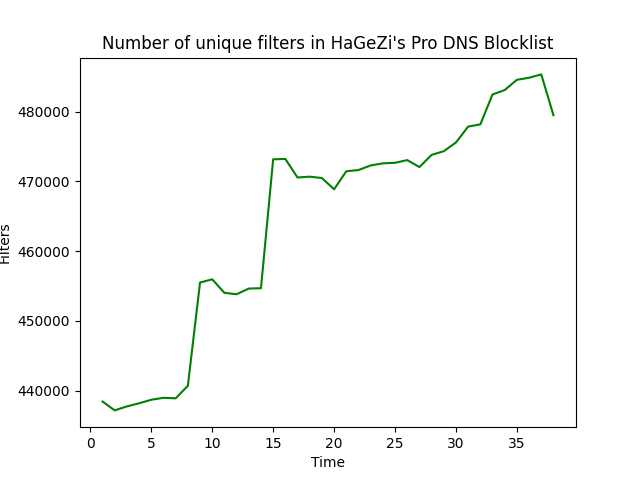 Number of unique filters in HaGeZi's Pro DNS Blocklist
480000
470000
460000
450000
440000
Filters
0 5 10 15 20 25 30 35
Time